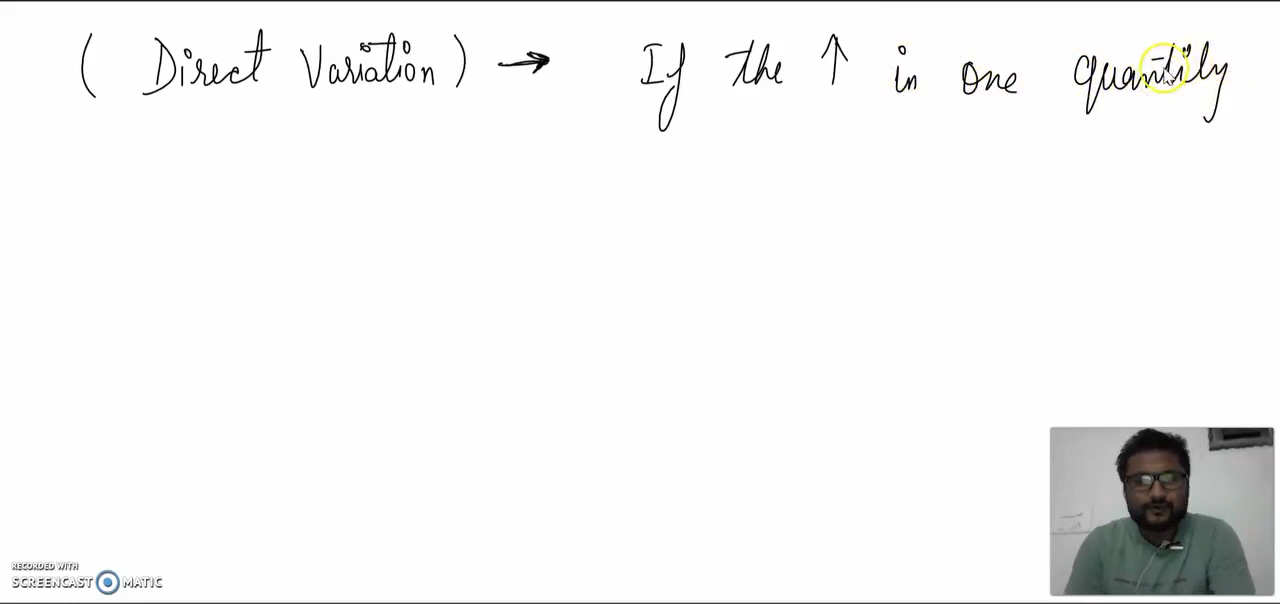 ( Direct Variation ) → If the ↑ in one quantity
RECORDED WITH
SCREENCAST MATIC